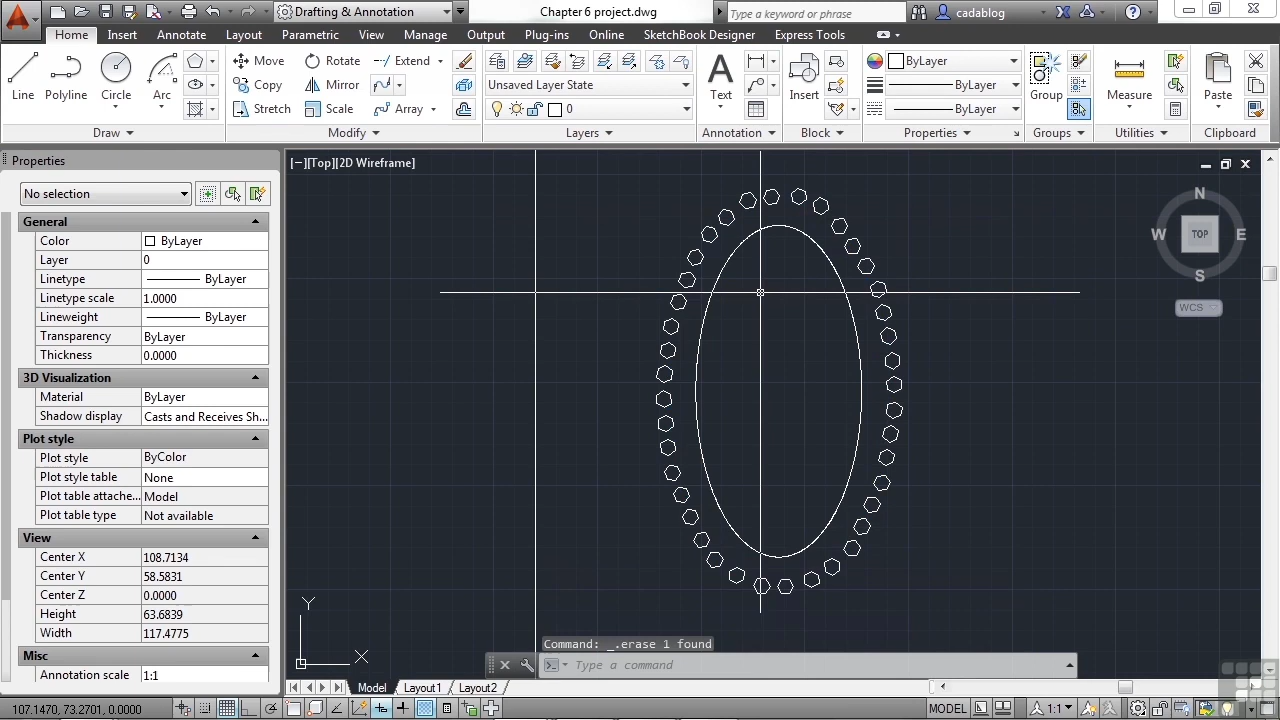 Drafting & Annotation
Chapter 6 project.dwg
Type a keyword or phrase
cadablog
Home Insert Annotate Layout Parametric View Manage Output Plug-ins Online SketchBook Designer Express Tools
Line
Polyline
Circle
Arc
Move
Copy
Stretch
Rotate
Mirror
Scale
Extend
Array
Unsaved Layer State
0
Text
Insert
ByLayer
ByLayer
ByLayer
Group
Measure
Paste
Draw Modify Layers Annotation Block Properties Groups Utilities Clipboard
Properties
No selection
General
Color ByLayer
Layer 0
Linetype ByLayer
Linetype scale 1.0000
Lineweight ByLayer
Transparency ByLayer
Thickness 0.0000
3D Visualization
Material ByLayer
Shadow display Casts and Receives Sh...
Plot style
Plot style ByColor
Plot style table None
Plot table attache... Model
Plot table type Not available
View
Center X 108.7134
Center Y 58.5831
Center Z 0.0000
Height 63.6839
Width 117.4775
Misc
Annotation scale 1:1
[−][Top][2D Wireframe]
N
W TOP E
S
WCS
Y
X
Command: _.erase 1 found
Type a command
Model Layout1 Layout2
107.1470, 73.2701, 0.0000
MODEL
1:1